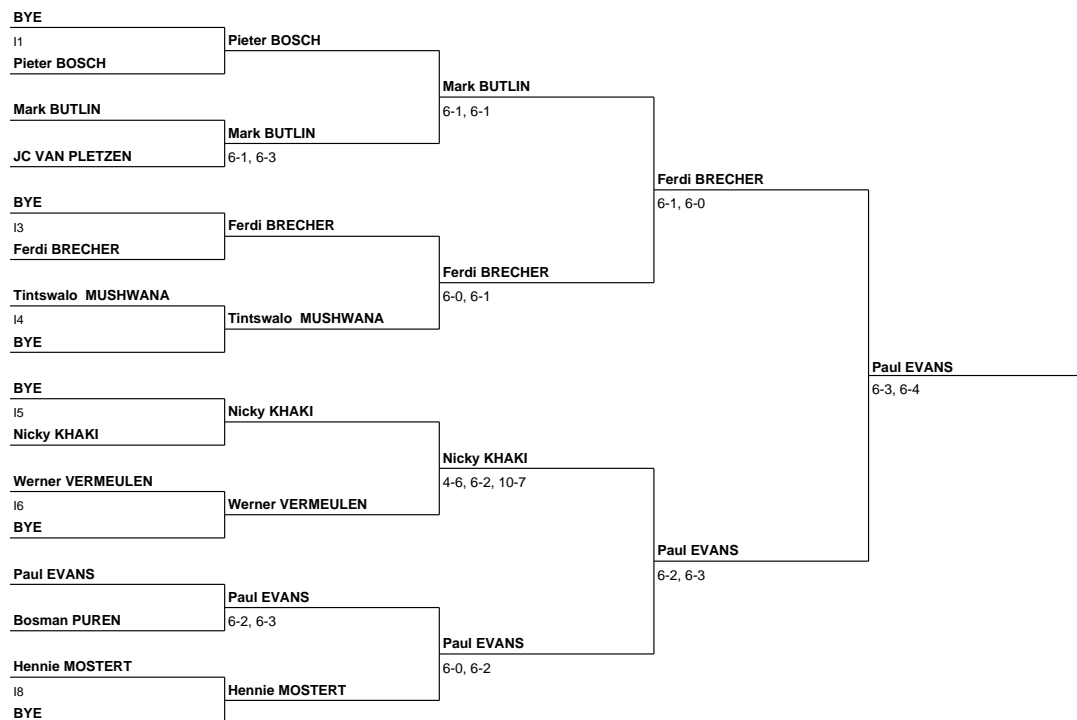 BYE
I1
Pieter BOSCH
Pieter BOSCH
Mark BUTLIN
6-1, 6-1
Mark BUTLIN
Mark BUTLIN
6-1, 6-3
JC VAN PLETZEN
Ferdi BRECHER
6-1, 6-0
BYE
I3
Ferdi BRECHER
Ferdi BRECHER
Ferdi BRECHER
6-0, 6-1
Tintswalo  MUSHWANA
I4
Tintswalo  MUSHWANA
BYE
Paul EVANS
6-3, 6-4
BYE
I5
Nicky KHAKI
Nicky KHAKI
Nicky KHAKI
4-6, 6-2, 10-7
Werner VERMEULEN
I6
Werner VERMEULEN
BYE
Paul EVANS
6-2, 6-3
Paul EVANS
Paul EVANS
6-2, 6-3
Bosman PUREN
Paul EVANS
6-0, 6-2
Hennie MOSTERT
I8
Hennie MOSTERT
BYE